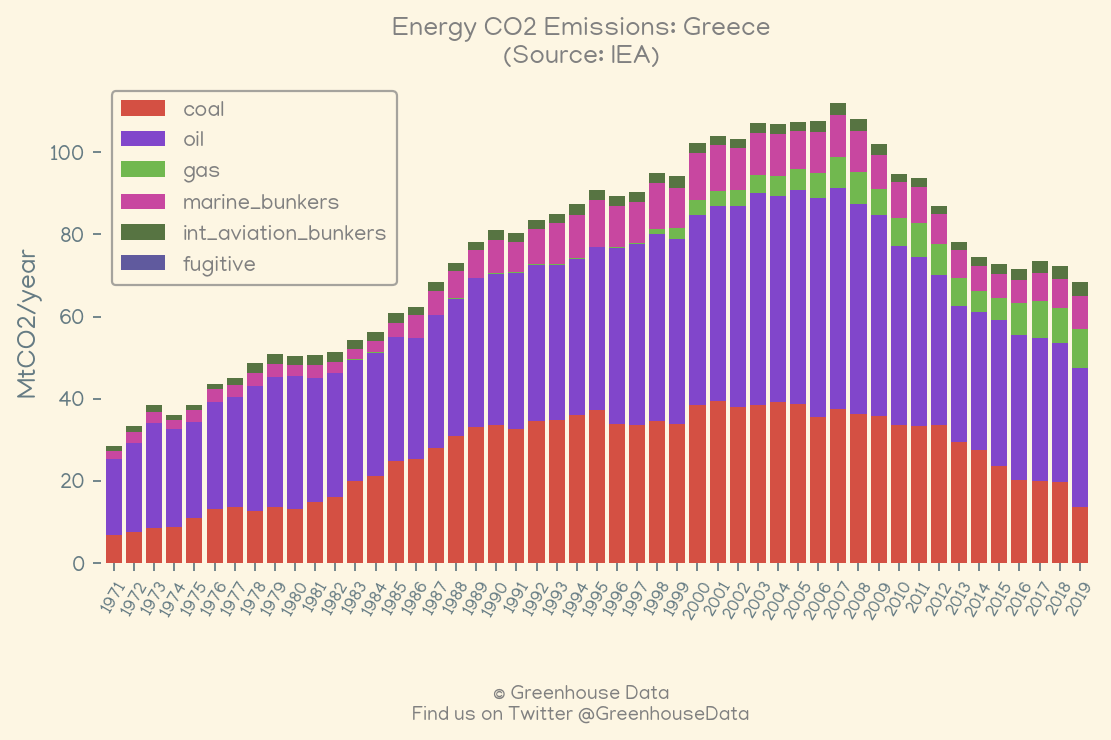 Energy CO2 Emissions: Greece
(Source: IEA)
coal
oil
gas
marine_bunkers
int_aviation_bunkers
fugitive
MtCO2/year
100
80
60
40
20
0
1971 1972 1973 1974 1975 1976 1977 1978 1979 1980 1981 1982 1983 1984 1985 1986 1987 1988 1989 1990 1991 1992 1993 1994 1995 1996 1997 1998 1999 2000 2001 2002 2003 2004 2005 2006 2007 2008 2009 2010 2011 2012 2013 2014 2015 2016 2017 2018 2019
© Greenhouse Data
Find us on Twitter @GreenhouseData